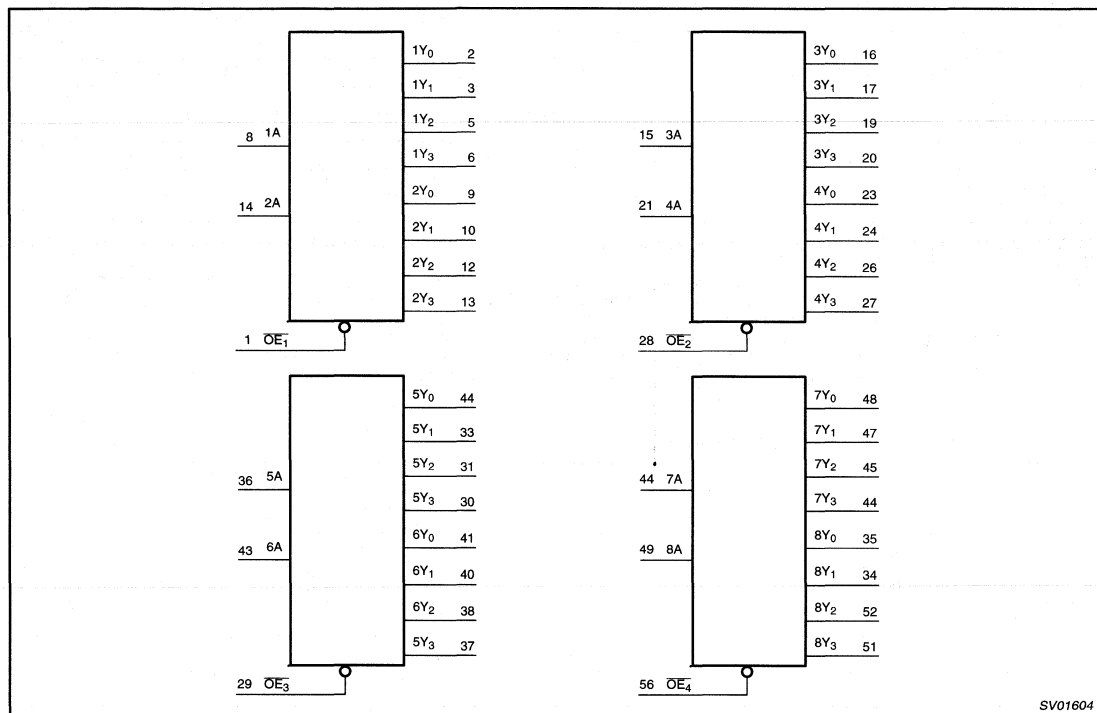 1Y0 2
1Y1 3
1Y2 5
8 1A
1Y3 6
2Y0 9
14 2A
2Y1 10
2Y2 12
2Y3 13
1 OE1
3Y0 16
3Y1 17
3Y2 19
15 3A
3Y3 20
4Y0 23
21 4A
4Y1 24
4Y2 26
4Y3 27
28 OE2
5Y0 44
5Y1 33
5Y2 31
36 5A
5Y3 30
6Y0 41
43 6A
6Y1 40
6Y2 38
5Y3 37
29 OE3
7Y0 48
7Y1 47
7Y2 45
44 7A
7Y3 44
8Y0 35
49 8A
8Y1 34
8Y2 52
8Y3 51
56 OE4
SV01604